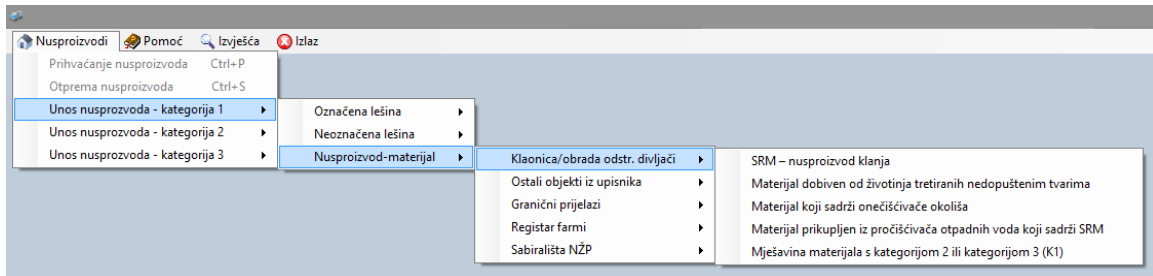 Nusproizvodi Pomoć Izvješća Izlaz
Prihvaćanje nusproizvoda Ctrl+P
Otprema nusproizvoda Ctrl+S
Unos nusprozvoda - kategorija 1
Unos nusprozvoda - kategorija 2
Unos nusprozvoda - kategorija 3
Označena lešina
Neoznačena lešina
Nusproizvod-materijal
Klaonica/obrada odstr. divljači
Ostali objekti iz upisnika
Granični prijelazi
Registar farmi
Sabirališta NŽP
SRM – nusproizvod klanja
Materijal dobiven od životinja tretiranih nedopuštenim tvarima
Materijal koji sadrži onečišćivače okoliša
Materijal prikupljen iz pročišćivača otpadnih voda koji sadrži SRM
Mješavina materijala s kategorijom 2 ili kategorijom 3 (K1)